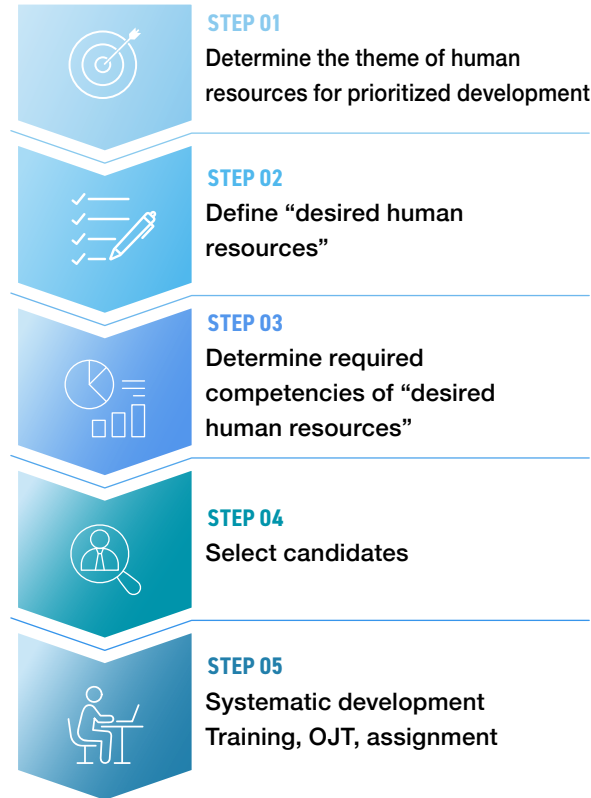 STEP 01
Determine the theme of human
resources for prioritized development
STEP 02
Define “desired human
resources”
STEP 03
Determine required
competencies of “desired
human resources”
STEP 04
Select candidates
STEP 05
Systematic development
Training, OJT, assignment